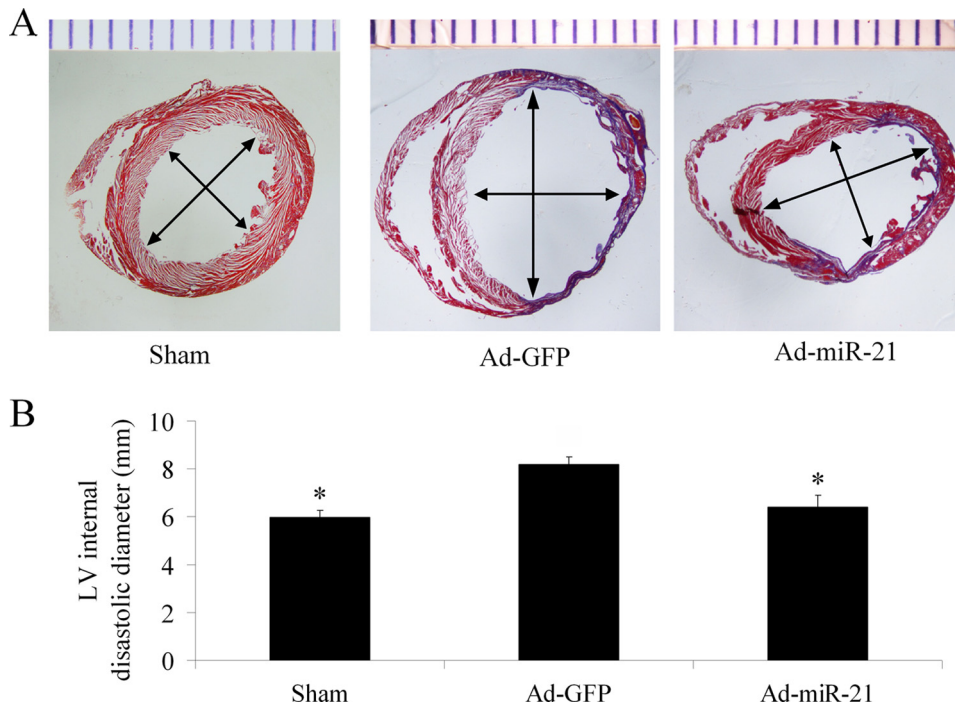 A
Sham
Ad-GFP
Ad-miR-21
B
LV internal
disastolic diameter (mm)
10
8
6
4
2
0
*
*
Sham
Ad-GFP
Ad-miR-21